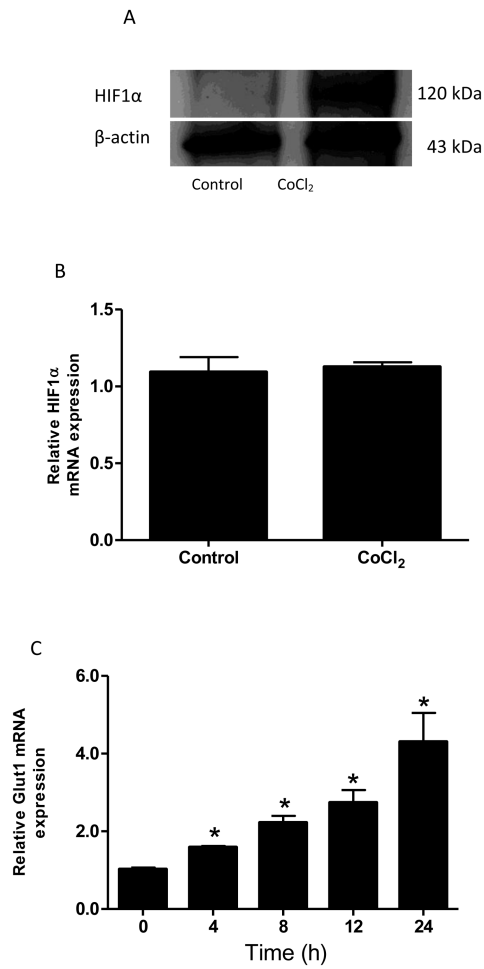 A
HIF1α 120 kDa
β-actin 43 kDa
Control CoCl2
B
Relative HIF1α
mRNA expression
1.5
1.0
0.5
0.0
Control CoCl2
C
Relative Glut1 mRNA
expression
6.0
4.0
2.0
0.0
* * * *
0 4 8 12 24
Time (h)